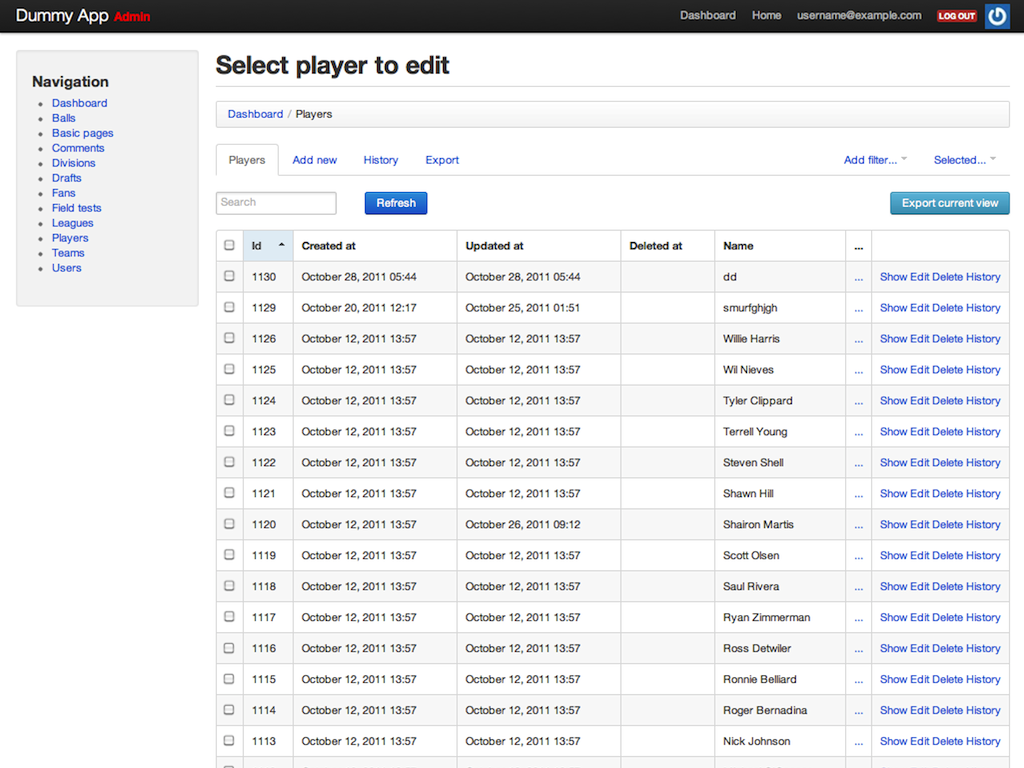 Dummy App Admin Dashboard Home username@example.com LOG OUT
Navigation
Dashboard
Balls
Basic pages
Comments
Divisions
Drafts
Fans
Field tests
Leagues
Players
Teams
Users
Select player to edit
Dashboard / Players
Players Add new History Export Add filter... Selected...
Search Refresh Export current view
Id Created at Updated at Deleted at Name ...
1130 October 28, 2011 05:44 October 28, 2011 05:44 dd ... Show Edit Delete History
1129 October 20, 2011 12:17 October 25, 2011 01:51 smurfghjgh ... Show Edit Delete History
1126 October 12, 2011 13:57 October 12, 2011 13:57 Willie Harris ... Show Edit Delete History
1125 October 12, 2011 13:57 October 12, 2011 13:57 Wil Nieves ... Show Edit Delete History
1124 October 12, 2011 13:57 October 12, 2011 13:57 Tyler Clippard ... Show Edit Delete History
1123 October 12, 2011 13:57 October 12, 2011 13:57 Terrell Young ... Show Edit Delete History
1122 October 12, 2011 13:57 October 12, 2011 13:57 Steven Shell ... Show Edit Delete History
1121 October 12, 2011 13:57 October 12, 2011 13:57 Shawn Hill ... Show Edit Delete History
1120 October 12, 2011 13:57 October 26, 2011 09:12 Shairon Martis ... Show Edit Delete History
1119 October 12, 2011 13:57 October 12, 2011 13:57 Scott Olsen ... Show Edit Delete History
1118 October 12, 2011 13:57 October 12, 2011 13:57 Saul Rivera ... Show Edit Delete History
1117 October 12, 2011 13:57 October 12, 2011 13:57 Ryan Zimmerman ... Show Edit Delete History
1116 October 12, 2011 13:57 October 12, 2011 13:57 Ross Detwiler ... Show Edit Delete History
1115 October 12, 2011 13:57 October 12, 2011 13:57 Ronnie Belliard ... Show Edit Delete History
1114 October 12, 2011 13:57 October 12, 2011 13:57 Roger Bernadina ... Show Edit Delete History
1113 October 12, 2011 13:57 October 12, 2011 13:57 Nick Johnson ... Show Edit Delete History